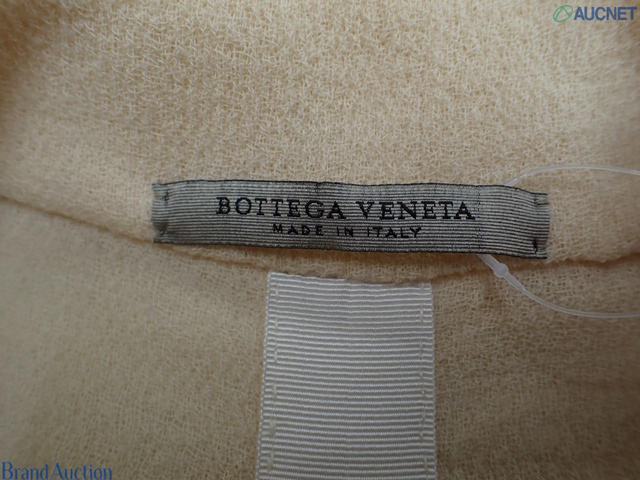 AUCNET
BOTTEGA VENETA
MADE IN ITALY
Brand Auction